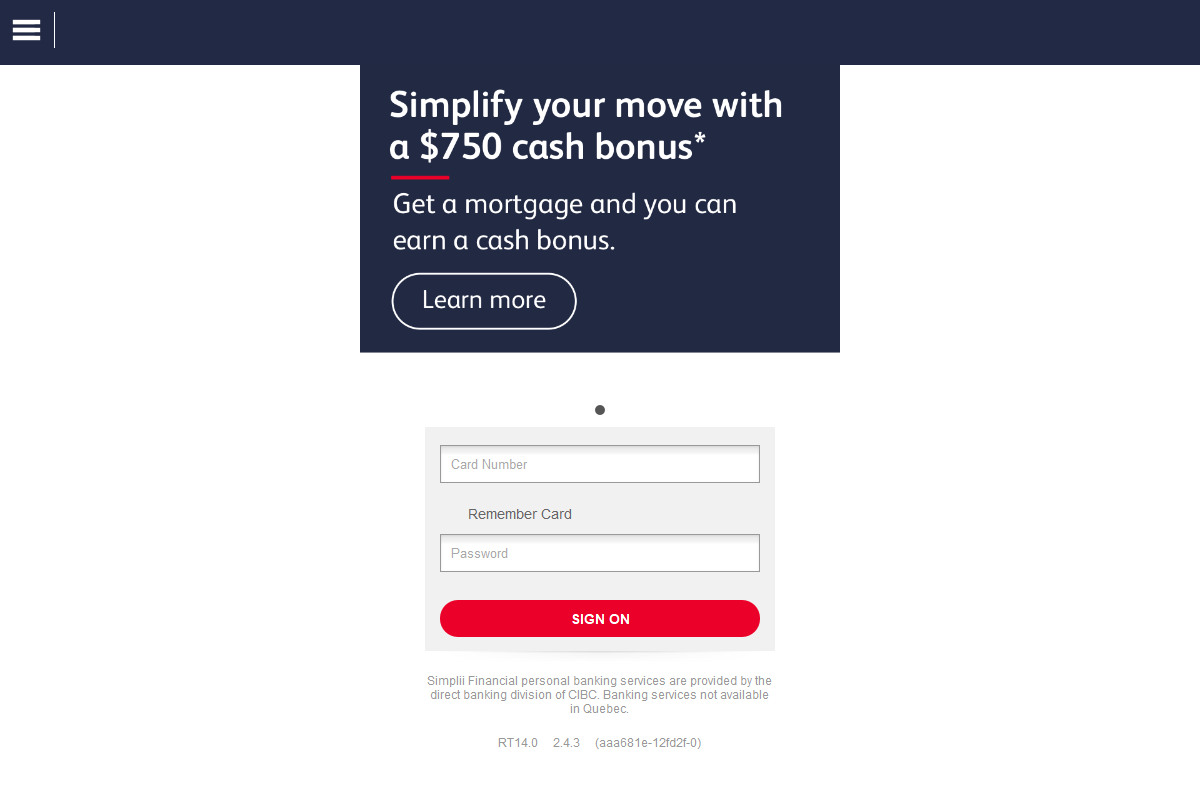 Simplify your move with
a $750 cash bonus*
Get a mortgage and you can
earn a cash bonus.
Learn more
Card Number
Remember Card
Password
SIGN ON
Simplii Financial personal banking services are provided by the
direct banking division of CIBC. Banking services not available
in Quebec.
RT14.0 2.4.3 (aaa681e-12fd2f-0)